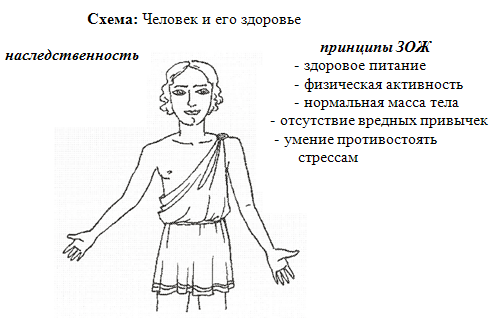 Схема: Человек и его здоровье
наследственность
принципы ЗОЖ
- здоровое питание
- физическая активность
- нормальная масса тела
- отсутствие вредных привычек
- умение противостоять
стрессам